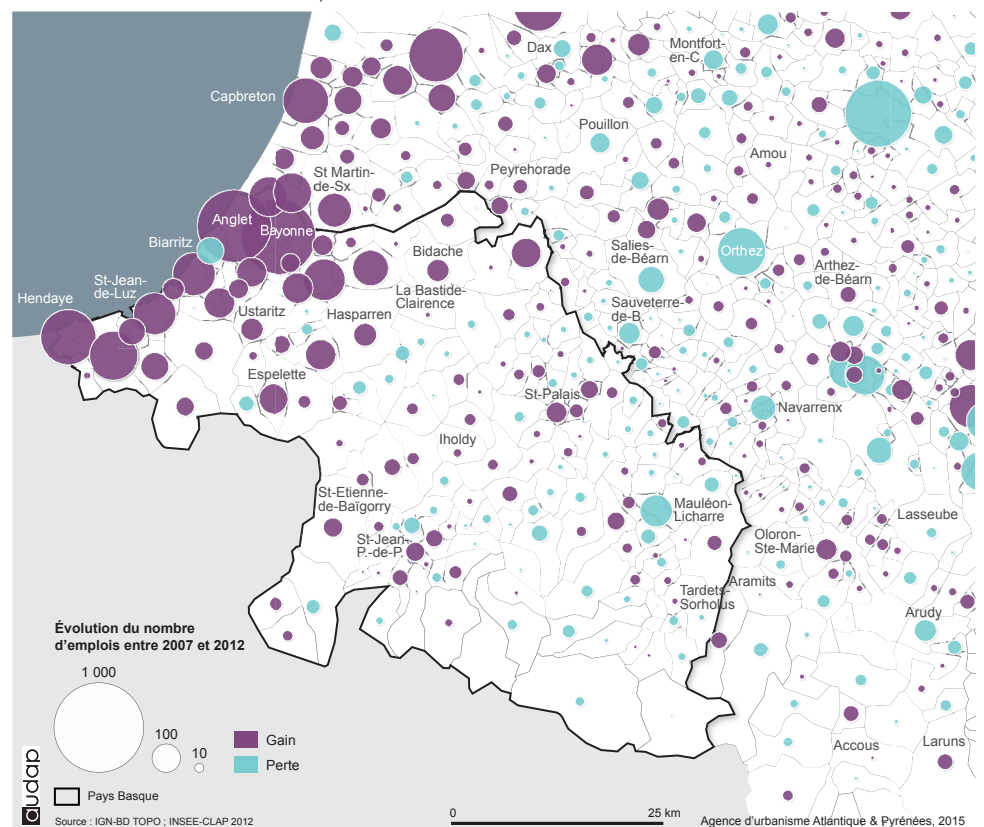 Dax
Montfort-
en-C.
Capbreton
Pouillon
Amou
St Martin-
de-Sx
Peyrehorade
Anglet
Bayonne
Biarritz
Bidache
Salies-
de-Béarn
Orthez
Arthez-
de-Béarn
St-Jean-
de-Luz
Hendaye
La Bastide-
Clairence
Ustaritz
Hasparren
Sauveterre-
de-B.
Espelette
St-Palais
Navarrenx
Iholdy
St-Etienne-
de-Baïgorry
Mauléon-
Licharre
Lasseube
St-Jean-
P.-de-P.
Oloron-
Ste-Marie
Aramits
Tardets-
Sorholus
Arudy
Évolution du nombre
d'emplois entre 2007 et 2012
1 000
100
10
Gain
Perte
Accous
Laruns
audap
Pays Basque
Source : IGN-BD TOPO ; INSEE-CLAP 2012
0 25 km
Agence d'urbanisme Atlantique & Pyrénées, 2015